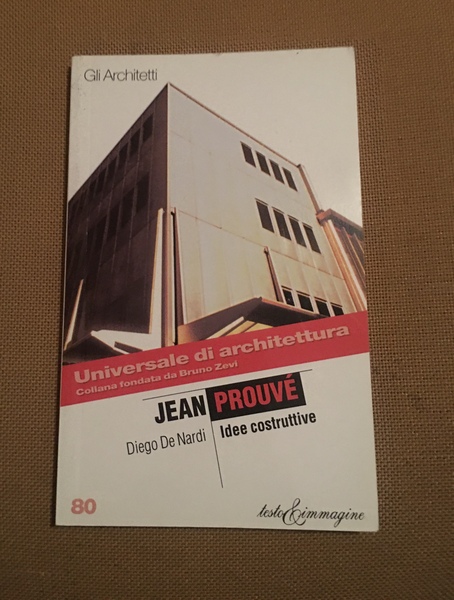 Gli Architetti
Universale di architettura
Collana fondata da Bruno Zevi
JEAN PROUVÉ
Diego De Nardi Idee costruttive
80
testo&immagine